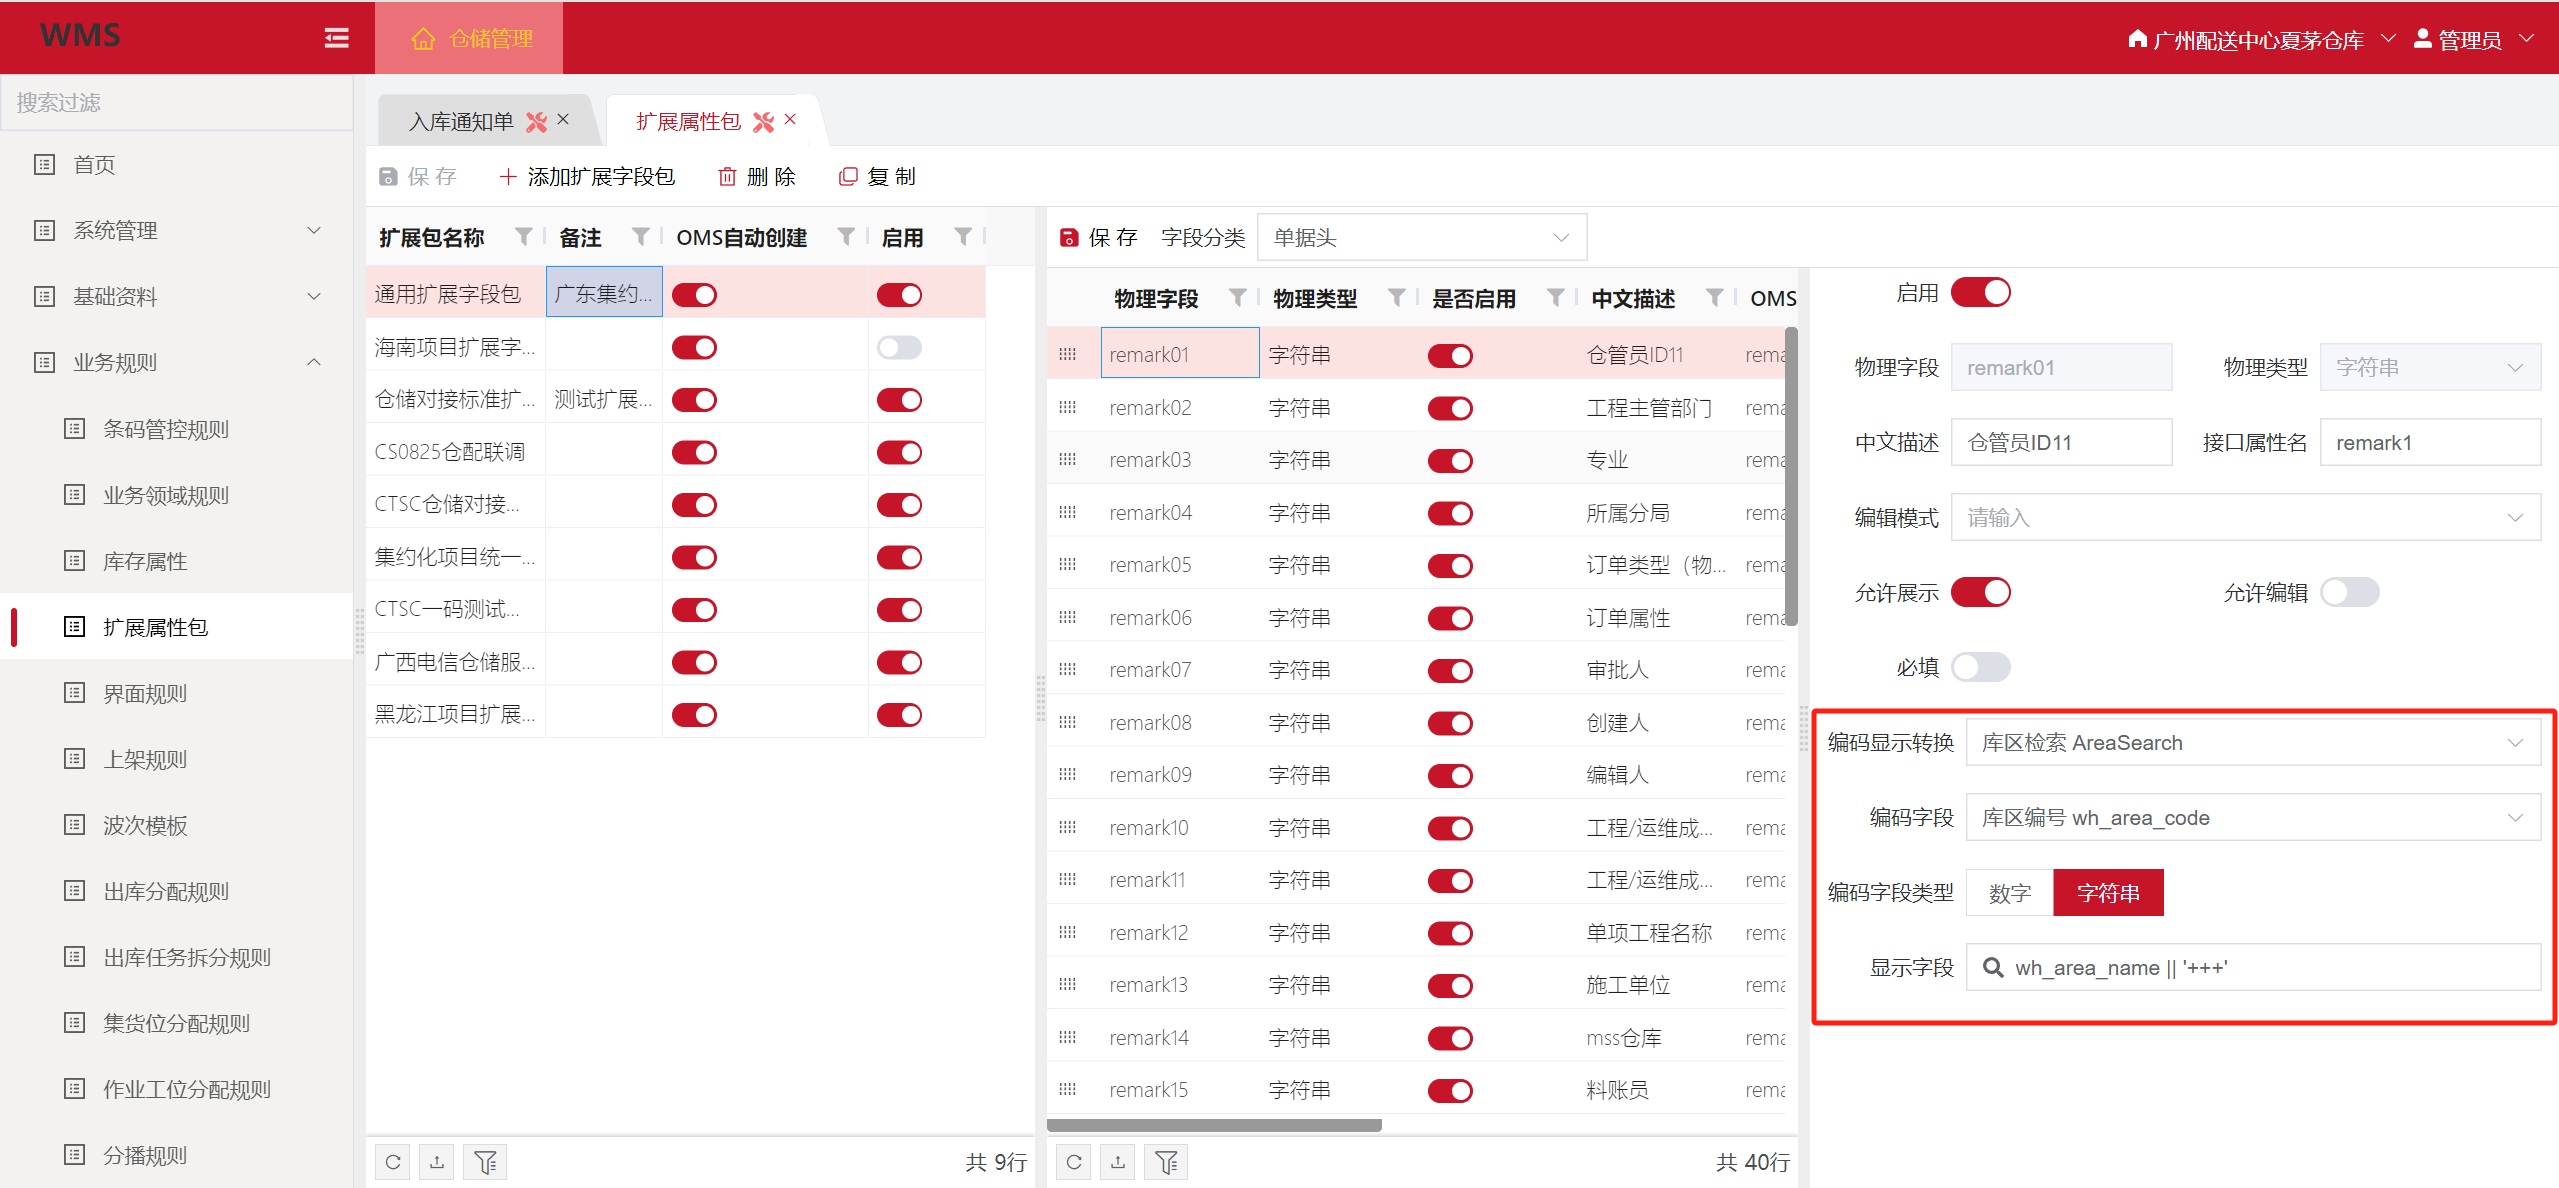 WMS
仓储管理
广州配送中心夏茅仓库
管理员
搜索过滤
首页
系统管理
基础资料
业务规则
条码管控规则
业务领域规则
库存属性
扩展属性包
界面规则
上架规则
波次模板
出库分配规则
出库任务拆分规则
集货位分配规则
作业工位分配规则
分播规则
入库通知单
扩展属性包
保 存
添加扩展字段包
删 除
复 制
扩展包名称 备注 OMS自动创建 启用
通用扩展字段包 广东集约...
海南项目扩展字...
仓储对接标准扩... 测试扩展...
CS0825仓配联调
CTSC仓储对接...
集约化项目统一...
CTSC一码测试...
广西电信仓储服...
黑龙江项目扩展...
共 9行
保 存 字段分类 单据头
物理字段 物理类型 是否启用 中文描述 OMS
remark01 字符串 仓管员ID11 rema
remark02 字符串 工程主管部门 rema
remark03 字符串 专业 rema
remark04 字符串 所属分局 rema
remark05 字符串 订单类型（物... rema
remark06 字符串 订单属性 rema
remark07 字符串 审批人 rema
remark08 字符串 创建人 rema
remark09 字符串 编辑人 rema
remark10 字符串 工程/运维成... rema
remark11 字符串 工程/运维成... rema
remark12 字符串 单项工程名称 rema
remark13 字符串 施工单位 rema
remark14 字符串 mss仓库 rema
remark15 字符串 料账员 rema
共 40行
启用
物理字段 remark01 物理类型 字符串
中文描述 仓管员ID11 接口属性名 remark1
编辑模式 请输入
允许展示 允许编辑
必填
编码显示转换 库区检索 AreaSearch
编码字段 库区编号 wh_area_code
编码字段类型 数字 字符串
显示字段 wh_area_name || '+++'